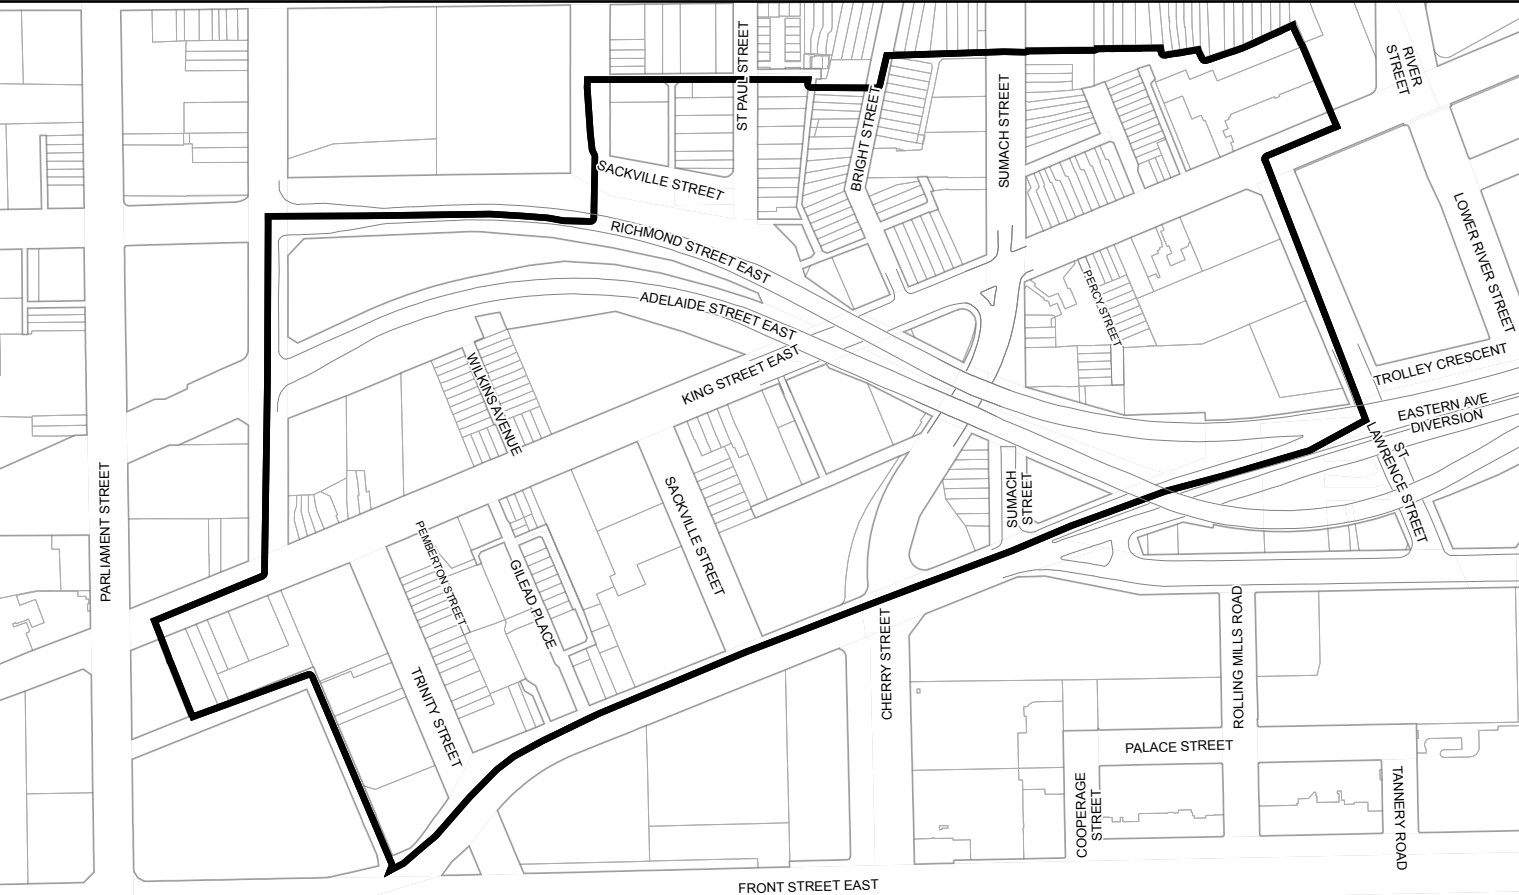 ST PAUL STREET
RIVER
STREET
BRIGHT STREET
SUMACH STREET
SACKVILLE STREET
LOWER RIVER STREET
RICHMOND STREET EAST
ADELAIDE STREET EAST
PERCY STREET
KING STREET EAST
WILKINS AVENUE
TROLLEY CRESCENT
EASTERN AVE
DIVERSION
ST
LAWRENCE STREET
PARLIAMENT STREET
SUMACH
STREET
SACKVILLE STREET
PEMBERTON STREET
GILEAD PLACE
TRINITY STREET
CHERRY STREET
ROLLING MILLS ROAD
PALACE STREET
COOPERAGE
STREET
TANNERY ROAD
FRONT STREET EAST